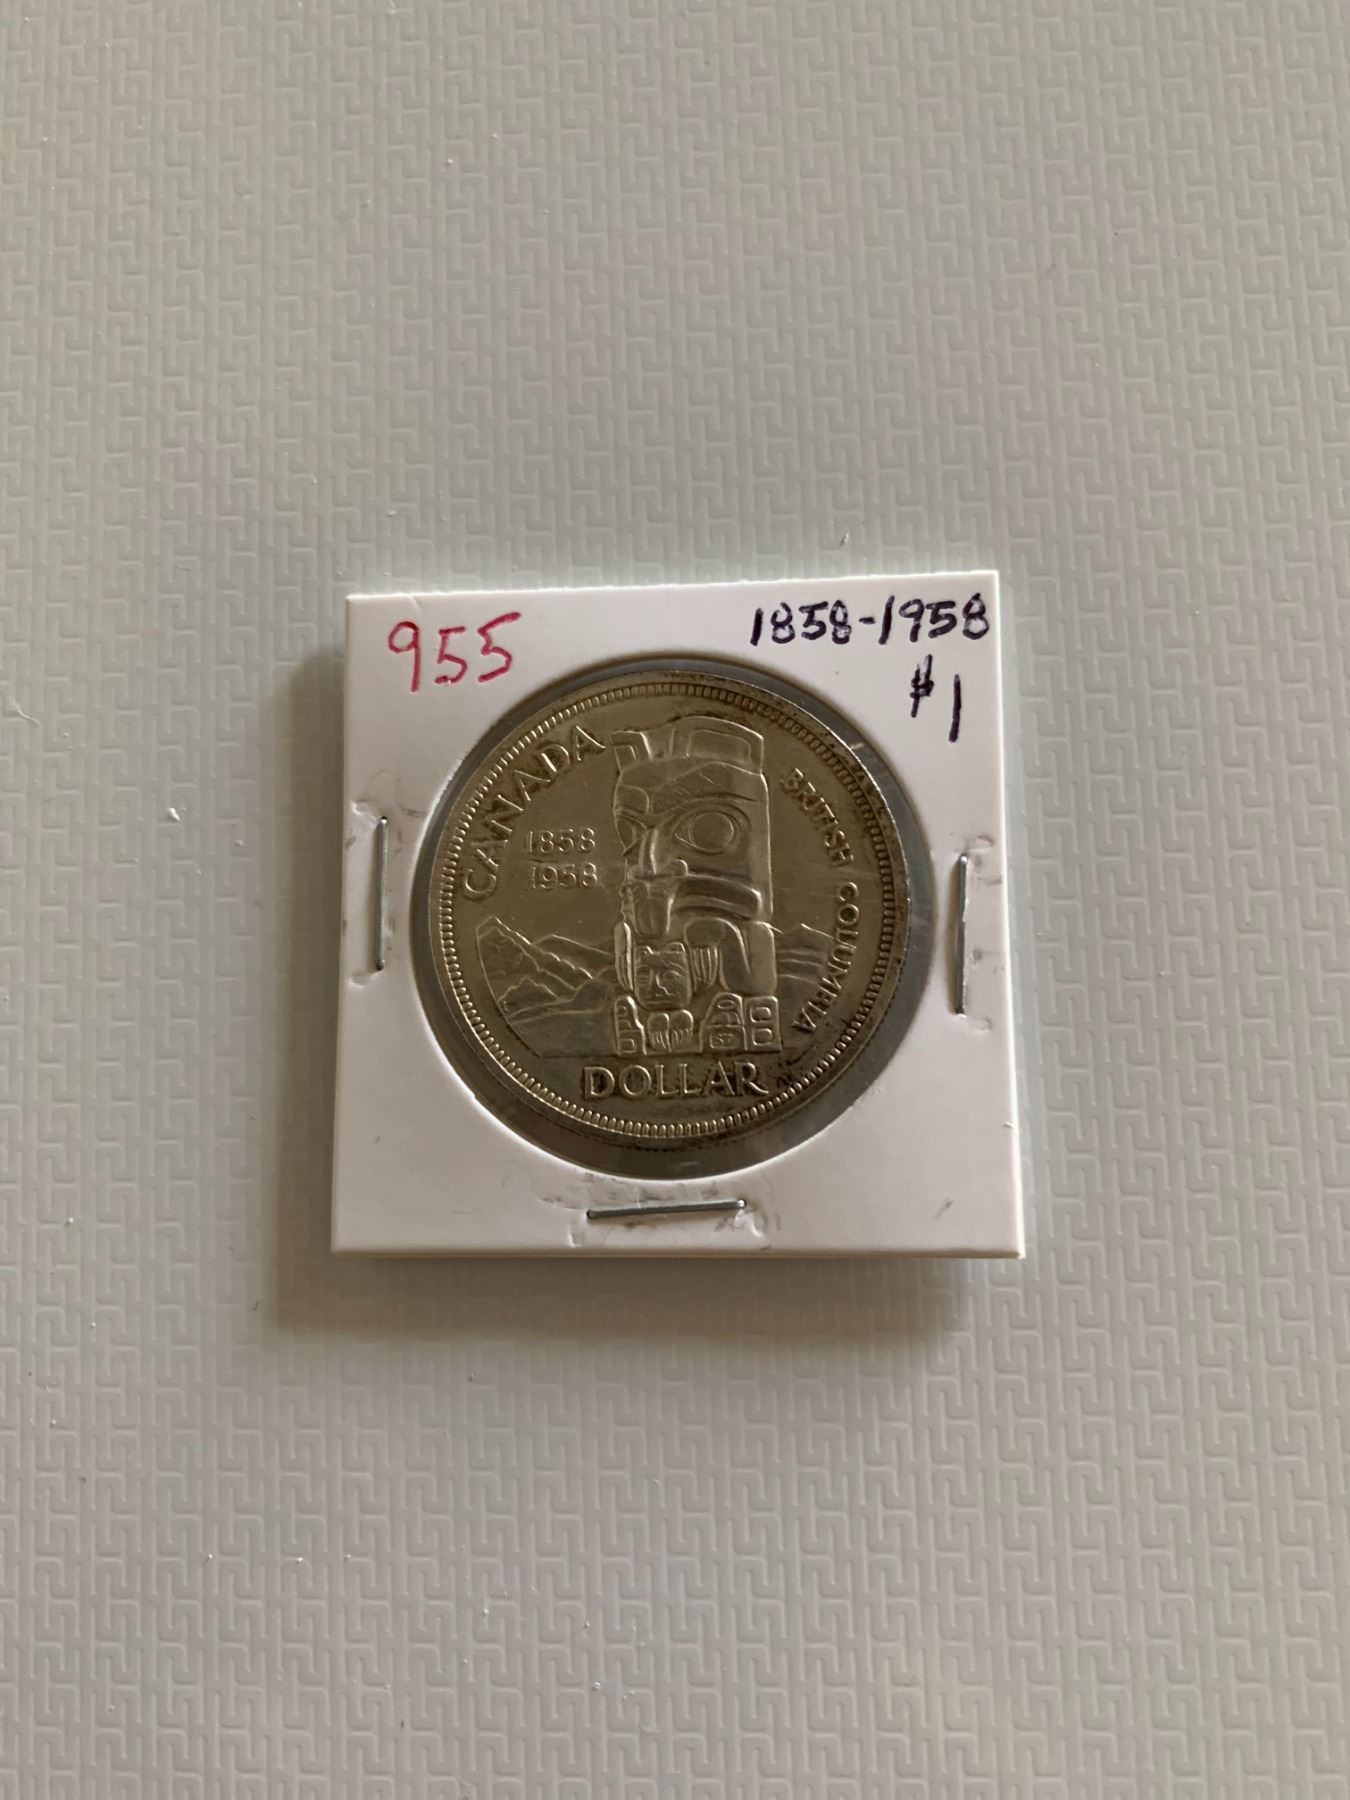 955
1858-1958
$1
CANADA
1858
1958
BRITISH COLUMBIA
DOLLAR